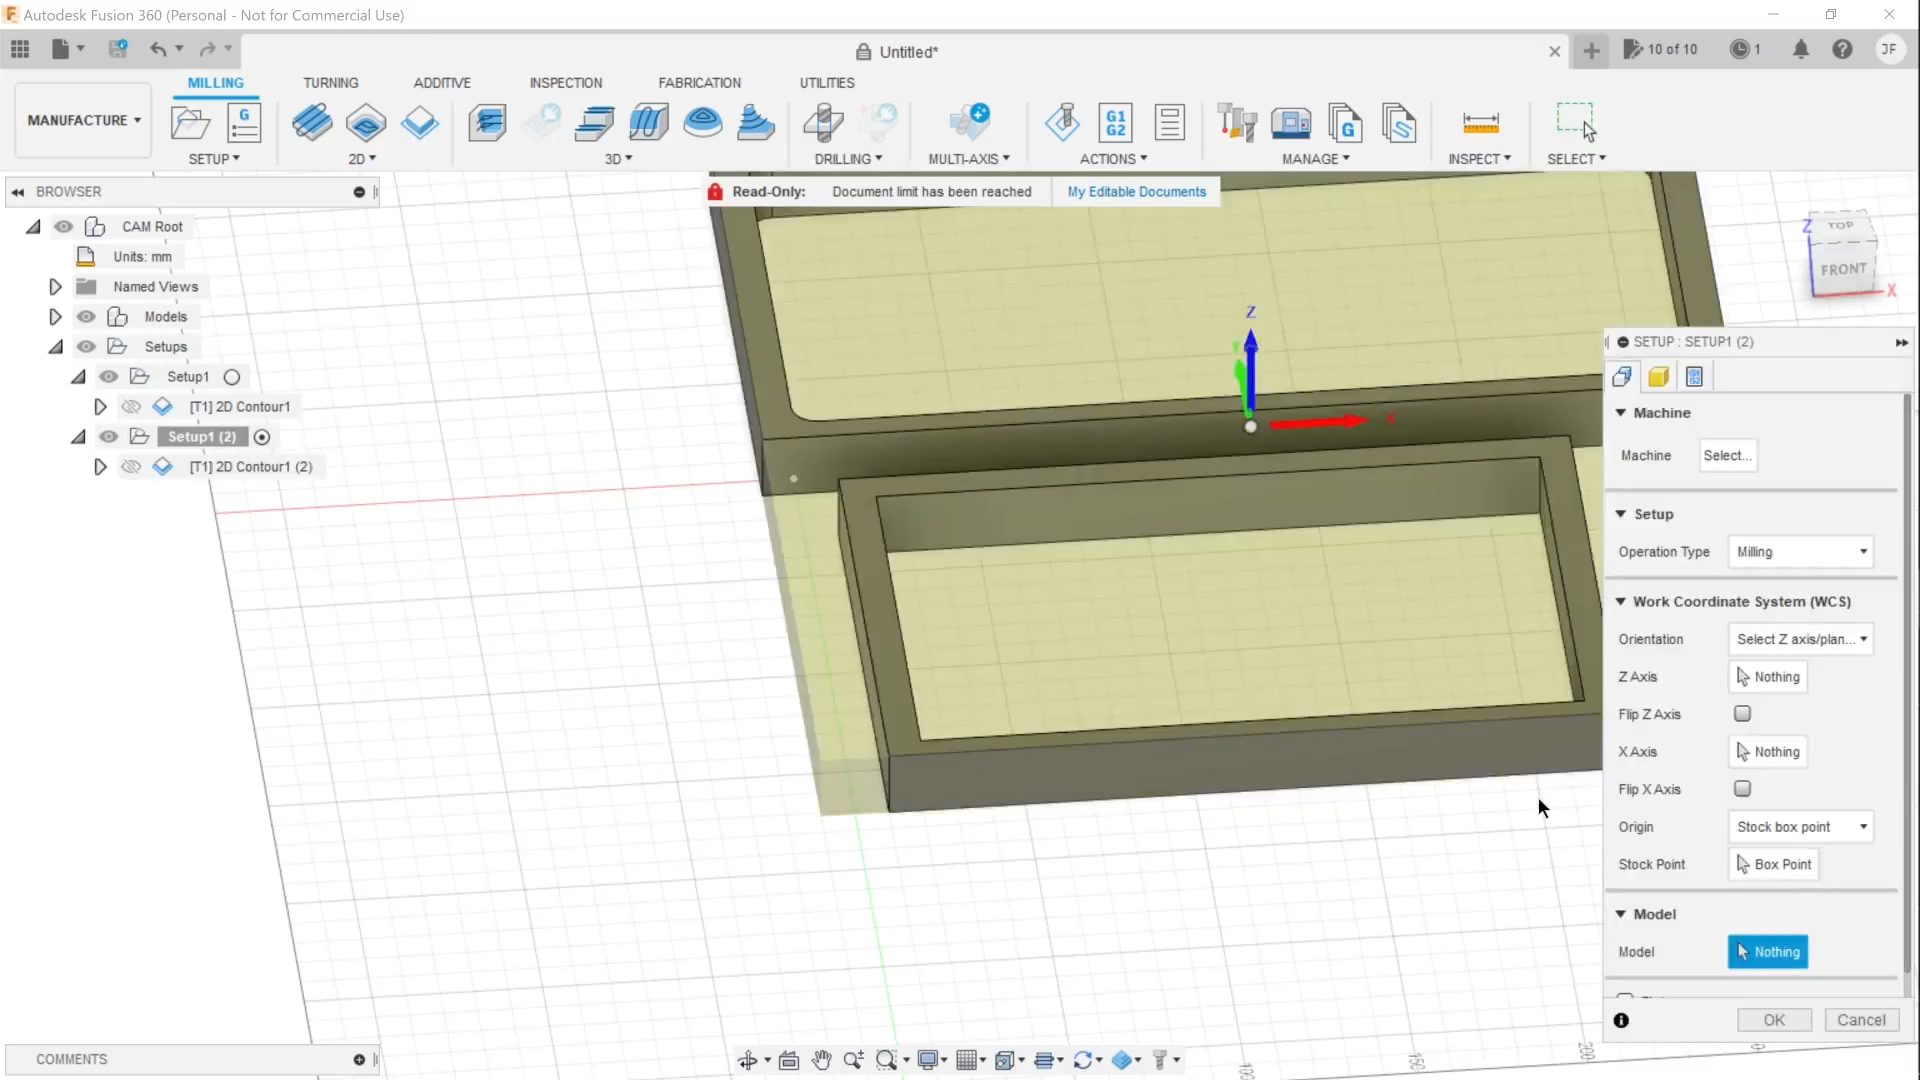 Autodesk Fusion 360 (Personal - Not for Commercial Use)
Untitled*
10 of 10
1
JF
MILLING
TURNING
ADDITIVE
INSPECTION
FABRICATION
UTILITIES
MANUFACTURE
G
G1
G2
G
SETUP
2D
3D
DRILLING
MULTI-AXIS
ACTIONS
MANAGE
INSPECT
SELECT
BROWSER
Read-Only: Document limit has been reached
My Editable Documents
CAM Root
Units: mm
Named Views
Models
Setups
Setup1
[T1] 2D Contour1
Setup1 (2)
[T1] 2D Contour1 (2)
Z
TOP
FRONT
X
Z
X
SETUP : SETUP1 (2)
Machine
Machine Select...
Setup
Operation Type Milling
Work Coordinate System (WCS)
Orientation Select Z axis/plan...
Z Axis Nothing
Flip Z Axis
X Axis Nothing
Flip X Axis
Origin Stock box point
Stock Point Box Point
Model
Model Nothing
OK
Cancel
COMMENTS
100
150
200